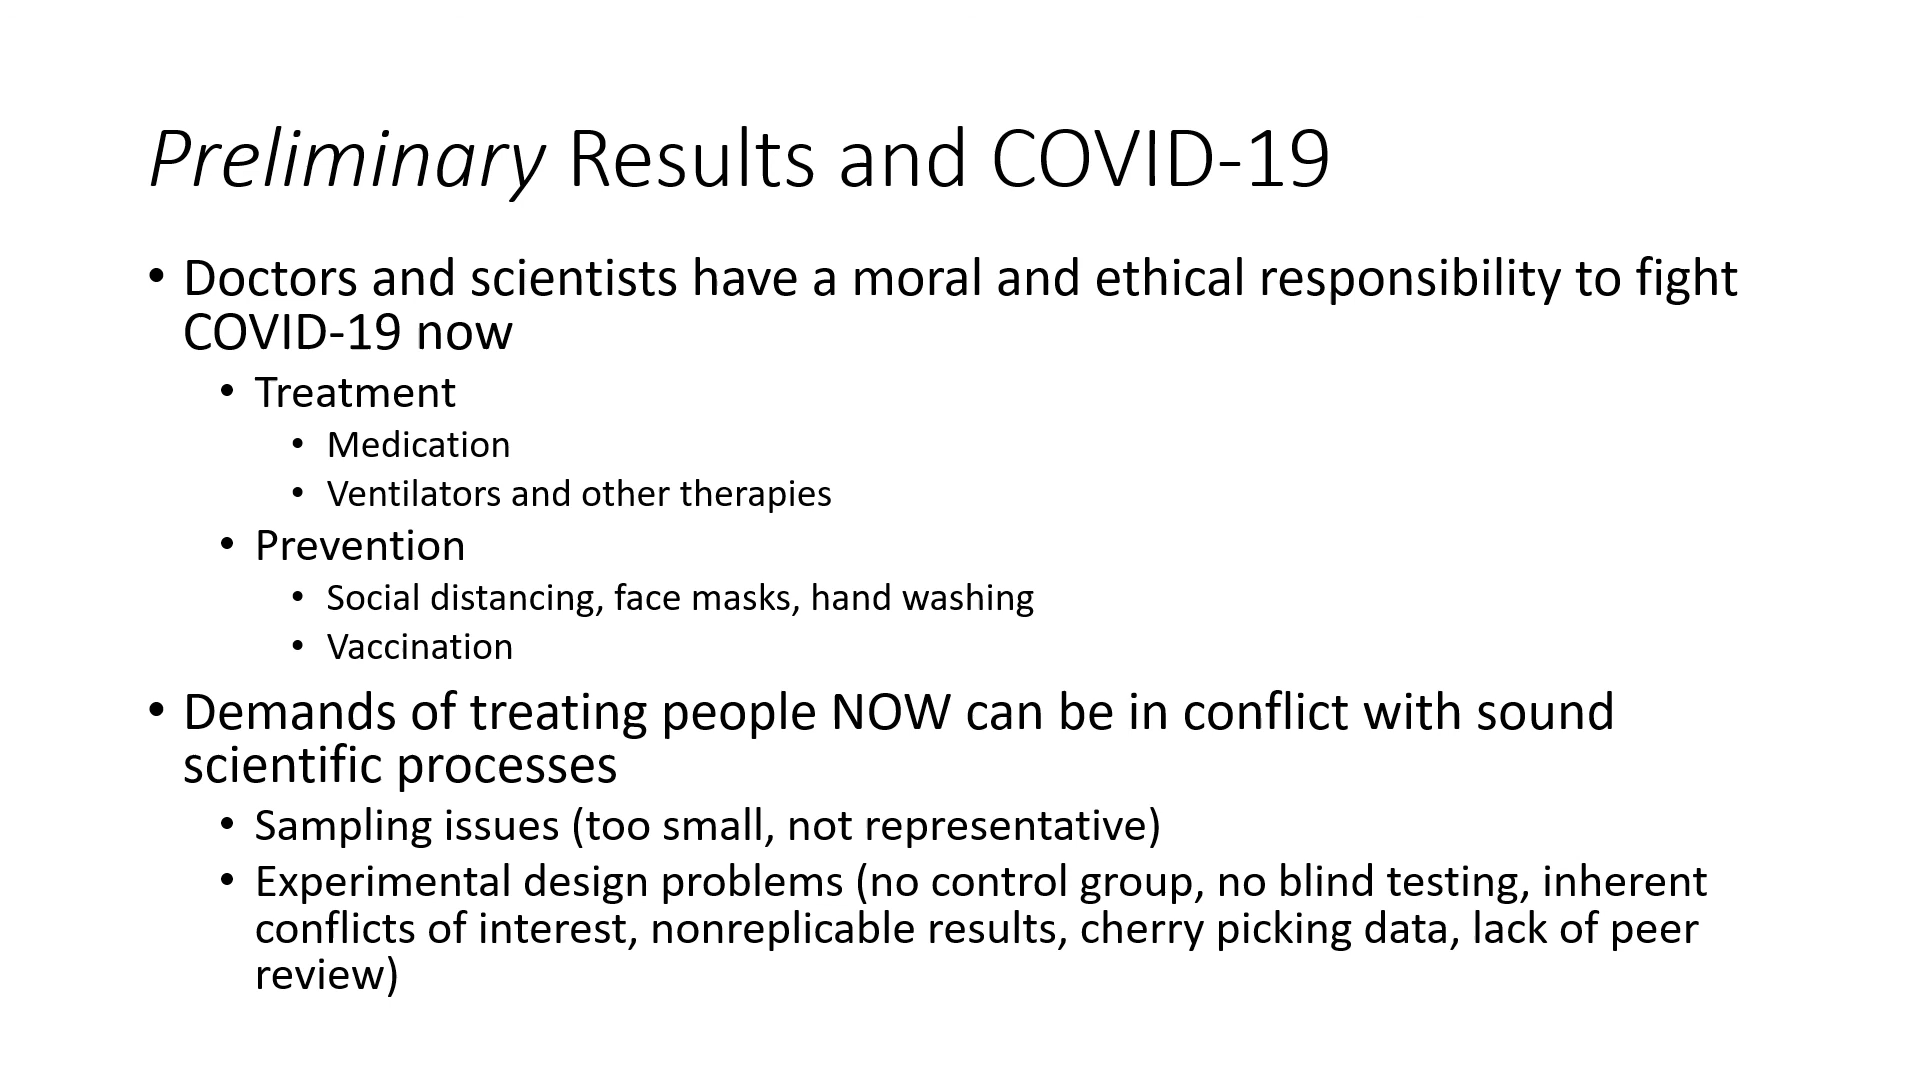 Preliminary Results and COVID-19
• Doctors and scientists have a moral and ethical responsibility to fight
COVID-19 now
• Treatment
• Medication
• Ventilators and other therapies
• Prevention
• Social distancing, face masks, hand washing
• Vaccination
• Demands of treating people NOW can be in conflict with sound
scientific processes
• Sampling issues (too small, not representative)
• Experimental design problems (no control group, no blind testing, inherent
conflicts of interest, nonreplicable results, cherry picking data, lack of peer
review)